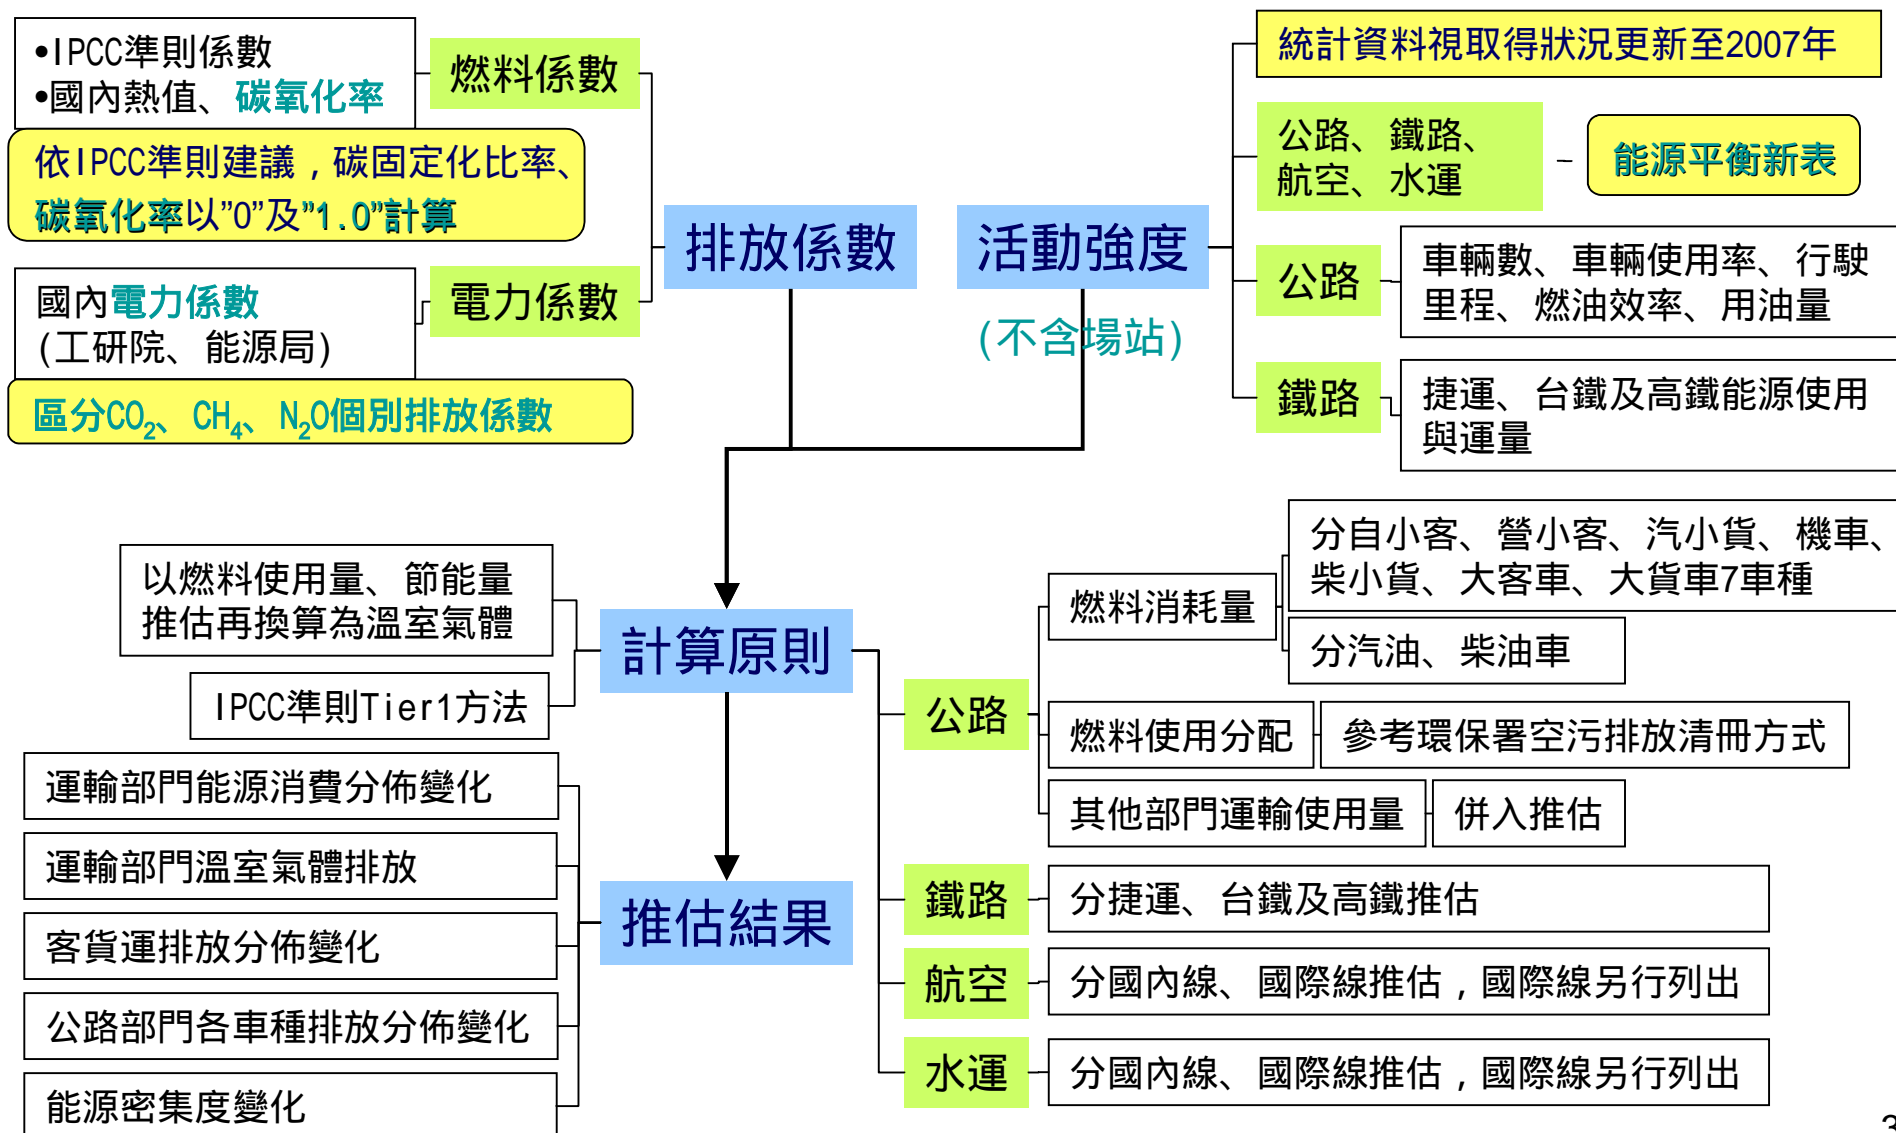 •IPCC準則係數
•國內熱值、碳氧化率
燃料係數
依IPCC準則建議，碳固定化比率、
碳氧化率以”0”及”1.0”計算
國內電力係數
(工研院、能源局)
電力係數
區分CO₂、CH₄、N₂O個別排放係數
排放係數
活動強度
(不含場站)
統計資料視取得狀況更新至2007年
公路、鐵路、
航空、水運
能源平衡新表
公路
車輛數、車輛使用率、行駛
里程、燃油效率、用油量
鐵路
捷運、台鐵及高鐵能源使用
與運量
以燃料使用量、節能量
推估再換算為溫室氣體
IPCC準則Tier1方法
計算原則
公路
燃料消耗量
分自小客、營小客、汽小貨、機車、
柴小貨、大客車、大貨車7車種
分汽油、柴油車
燃料使用分配
參考環保署空污排放清冊方式
其他部門運輸使用量
併入推估
鐵路
分捷運、台鐵及高鐵推估
航空
分國內線、國際線推估，國際線另行列出
水運
分國內線、國際線推估，國際線另行列出
推估結果
運輸部門能源消費分佈變化
運輸部門溫室氣體排放
客貨運排放分佈變化
公路部門各車種排放分佈變化
能源密集度變化